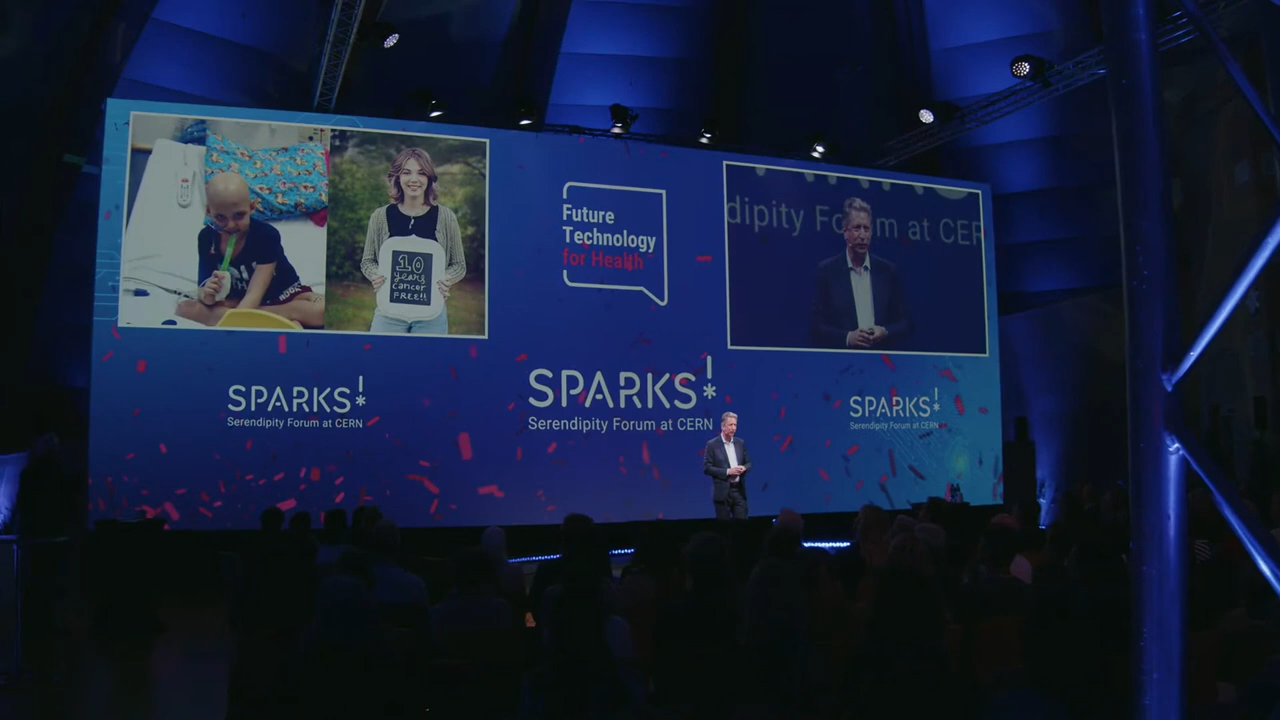 10
years
cancer
FREE!!
Future
Technology
for Health
dipity Forum at CER
SPARKS!
Serendipity Forum at CERN
SPARKS!
Serendipity Forum at CERN
SPARKS!
Serendipity Forum at CERN